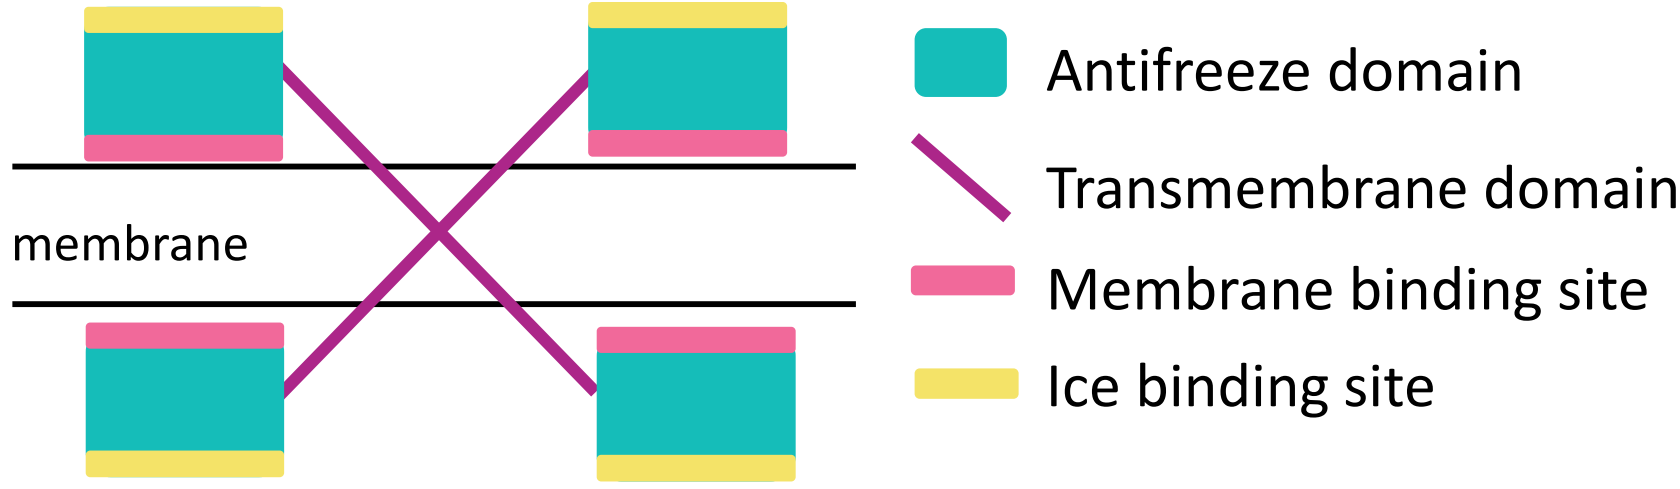 membrane
Antifreeze domain
Transmembrane domain
Membrane binding site
Ice binding site